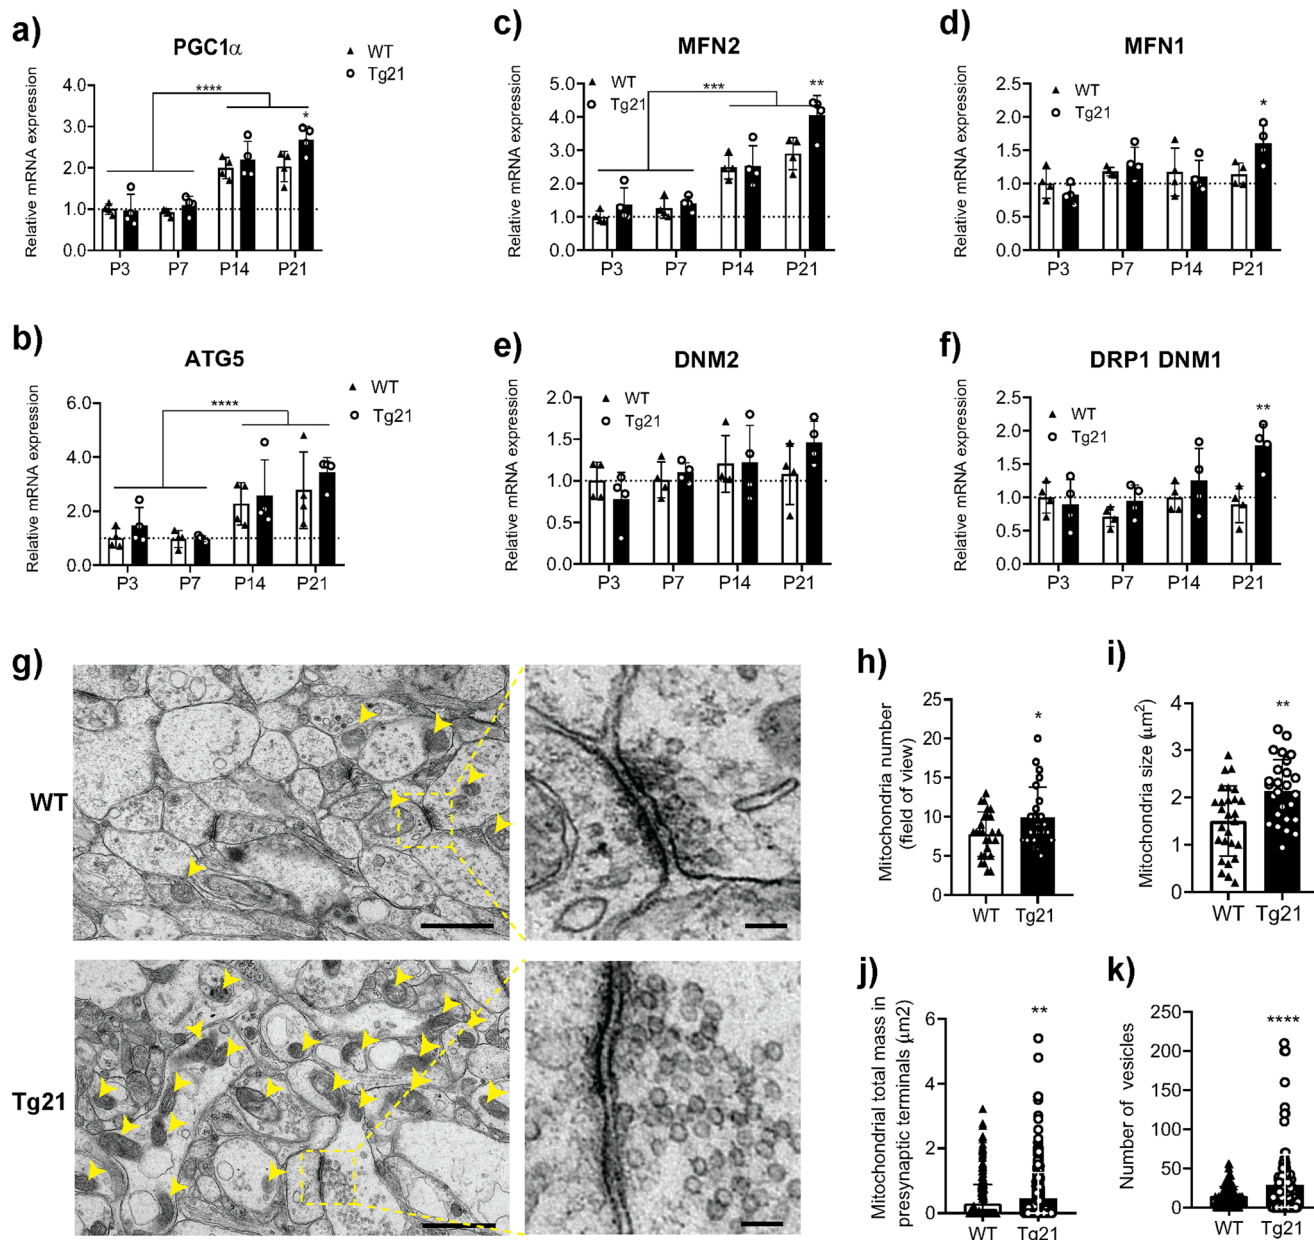 a)
PGC1α
WT
Tg21
Relative mRNA expression
4.0
3.0
2.0
1.0
0.0
****
*
P3 P7 P14 P21
c)
MFN2
WT
Tg21
Relative mRNA expression
5.0
4.0
3.0
2.0
1.0
0.0
***
**
P3 P7 P14 P21
d)
MFN1
WT
Tg21
Relative mRNA expression
2.5
2.0
1.5
1.0
0.5
0.0
*
P3 P7 P14 P21
b)
ATG5
WT
Tg21
Relative mRNA expression
6.0
4.0
2.0
0.0
****
P3 P7 P14 P21
e)
DNM2
WT
Tg21
Relative mRNA expression
2.0
1.5
1.0
0.5
0.0
P3 P7 P14 P21
f)
DRP1 DNM1
WT
Tg21
Relative mRNA expression
2.5
2.0
1.5
1.0
0.5
0.0
**
P3 P7 P14 P21
g)
WT
Tg21
h)
Mitochondria number
(field of view)
25
20
15
10
5
0
*
WT Tg21
i)
Mitochondria size (μm²)
4
3
2
1
0
**
WT Tg21
j)
Mitochondrial total mass in
presynaptic terminals (μm2)
6
4
2
0
**
WT Tg21
k)
Number of vesicles
250
200
150
100
50
0
****
WT Tg21